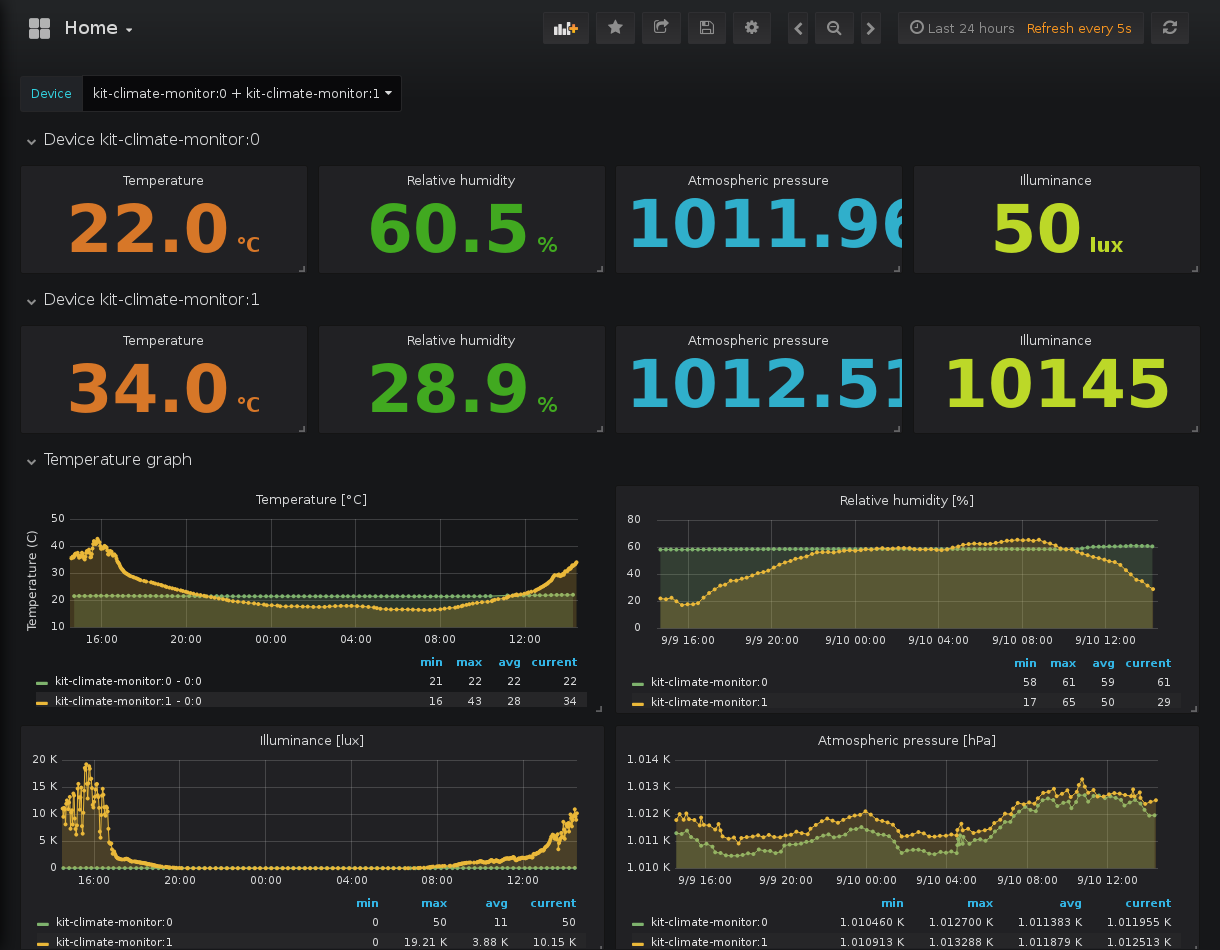 Home
Last 24 hours Refresh every 5s
Device kit-climate-monitor:0 + kit-climate-monitor:1
Device kit-climate-monitor:0
Temperature Relative humidity Atmospheric pressure Illuminance
22.0 °C 60.5 % 1011.96 50 lux
Device kit-climate-monitor:1
Temperature Relative humidity Atmospheric pressure Illuminance
34.0 °C 28.9 % 1012.51 10145
Temperature graph
Temperature [°C]
Temperature (C)
50
40
30
20
10
16:00 20:00 00:00 04:00 08:00 12:00
min max avg current
kit-climate-monitor:0 - 0:0 21 22 22 22
kit-climate-monitor:1 - 0:0 16 43 28 34
Relative humidity [%]
80
60
40
20
0
9/9 16:00 9/9 20:00 9/10 00:00 9/10 04:00 9/10 08:00 9/10 12:00
min max avg current
kit-climate-monitor:0 58 61 59 61
kit-climate-monitor:1 17 65 50 29
Illuminance [lux]
20 K
15 K
10 K
5 K
0
16:00 20:00 00:00 04:00 08:00 12:00
min max avg current
kit-climate-monitor:0 0 50 11 50
kit-climate-monitor:1 0 19.21 K 3.88 K 10.15 K
Atmospheric pressure [hPa]
1.014 K
1.013 K
1.012 K
1.011 K
1.010 K
9/9 16:00 9/9 20:00 9/10 00:00 9/10 04:00 9/10 08:00 9/10 12:00
min max avg current
kit-climate-monitor:0 1.010460 K 1.012700 K 1.011383 K 1.011955 K
kit-climate-monitor:1 1.010913 K 1.013288 K 1.011879 K 1.012513 K